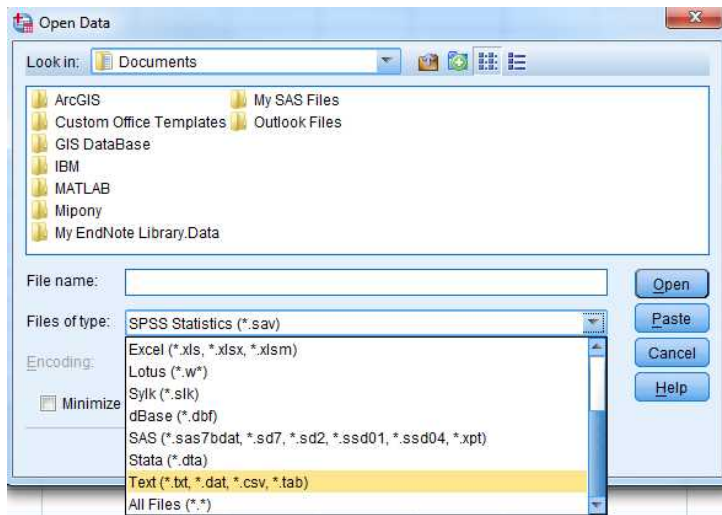 Open Data
Look in: Documents
ArcGIS My SAS Files
Custom Office Templates Outlook Files
GIS DataBase
IBM
MATLAB
Mipony
My EndNote Library.Data
File name: Open
Files of type: SPSS Statistics (*.sav) Paste
Excel (*.xls, *.xlsx, *.xlsm)
Encoding: Lotus (*.w*) Cancel
Sylk (*.slk) Help
Minimize dBase (*.dbf)
SAS (*.sas7bdat, *.sd7, *.sd2, *.ssd01, *.ssd04, *.xpt)
Stata (*.dta)
Text (*.txt, *.dat, *.csv, *.tab)
All Files (*.*)